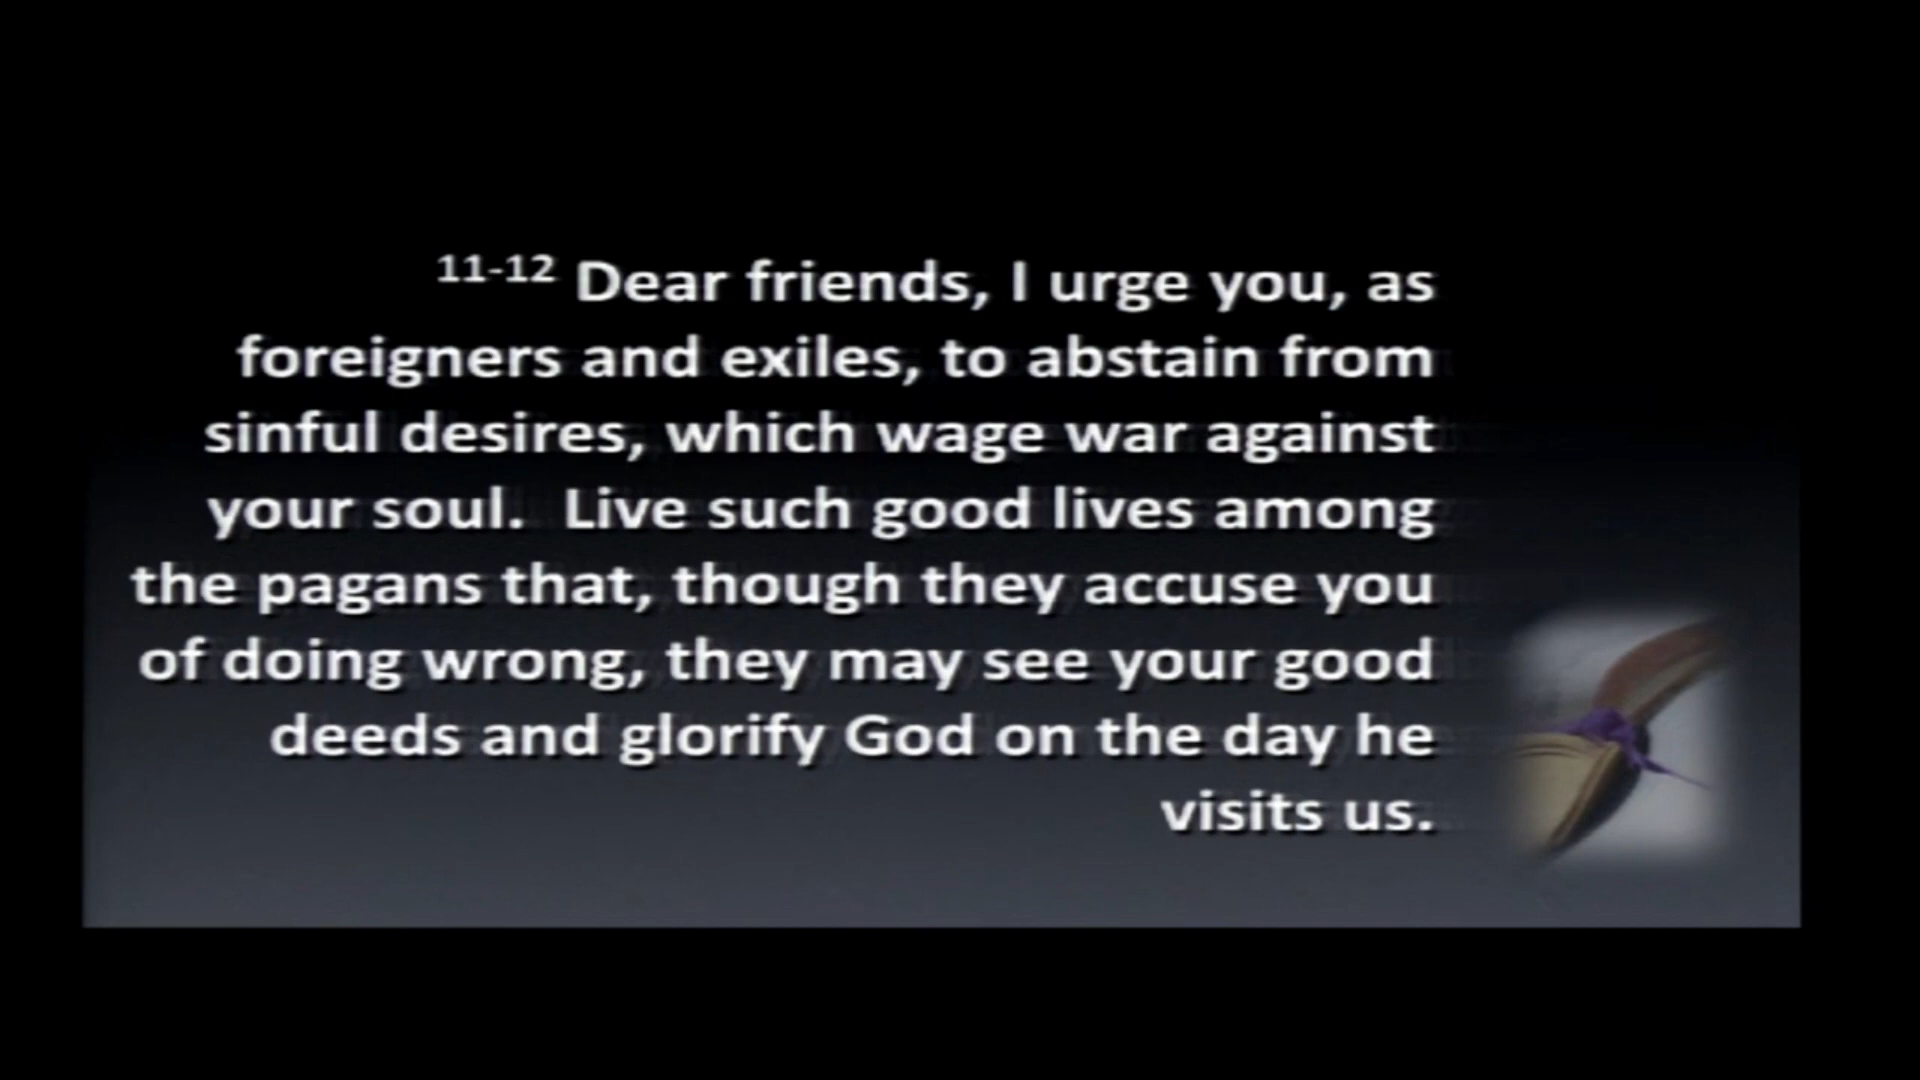 11-12 Dear friends, I urge you, as
foreigners and exiles, to abstain from
sinful desires, which wage war against
your soul.  Live such good lives among
the pagans that, though they accuse you
of doing wrong, they may see your good
deeds and glorify God on the day he
visits us.